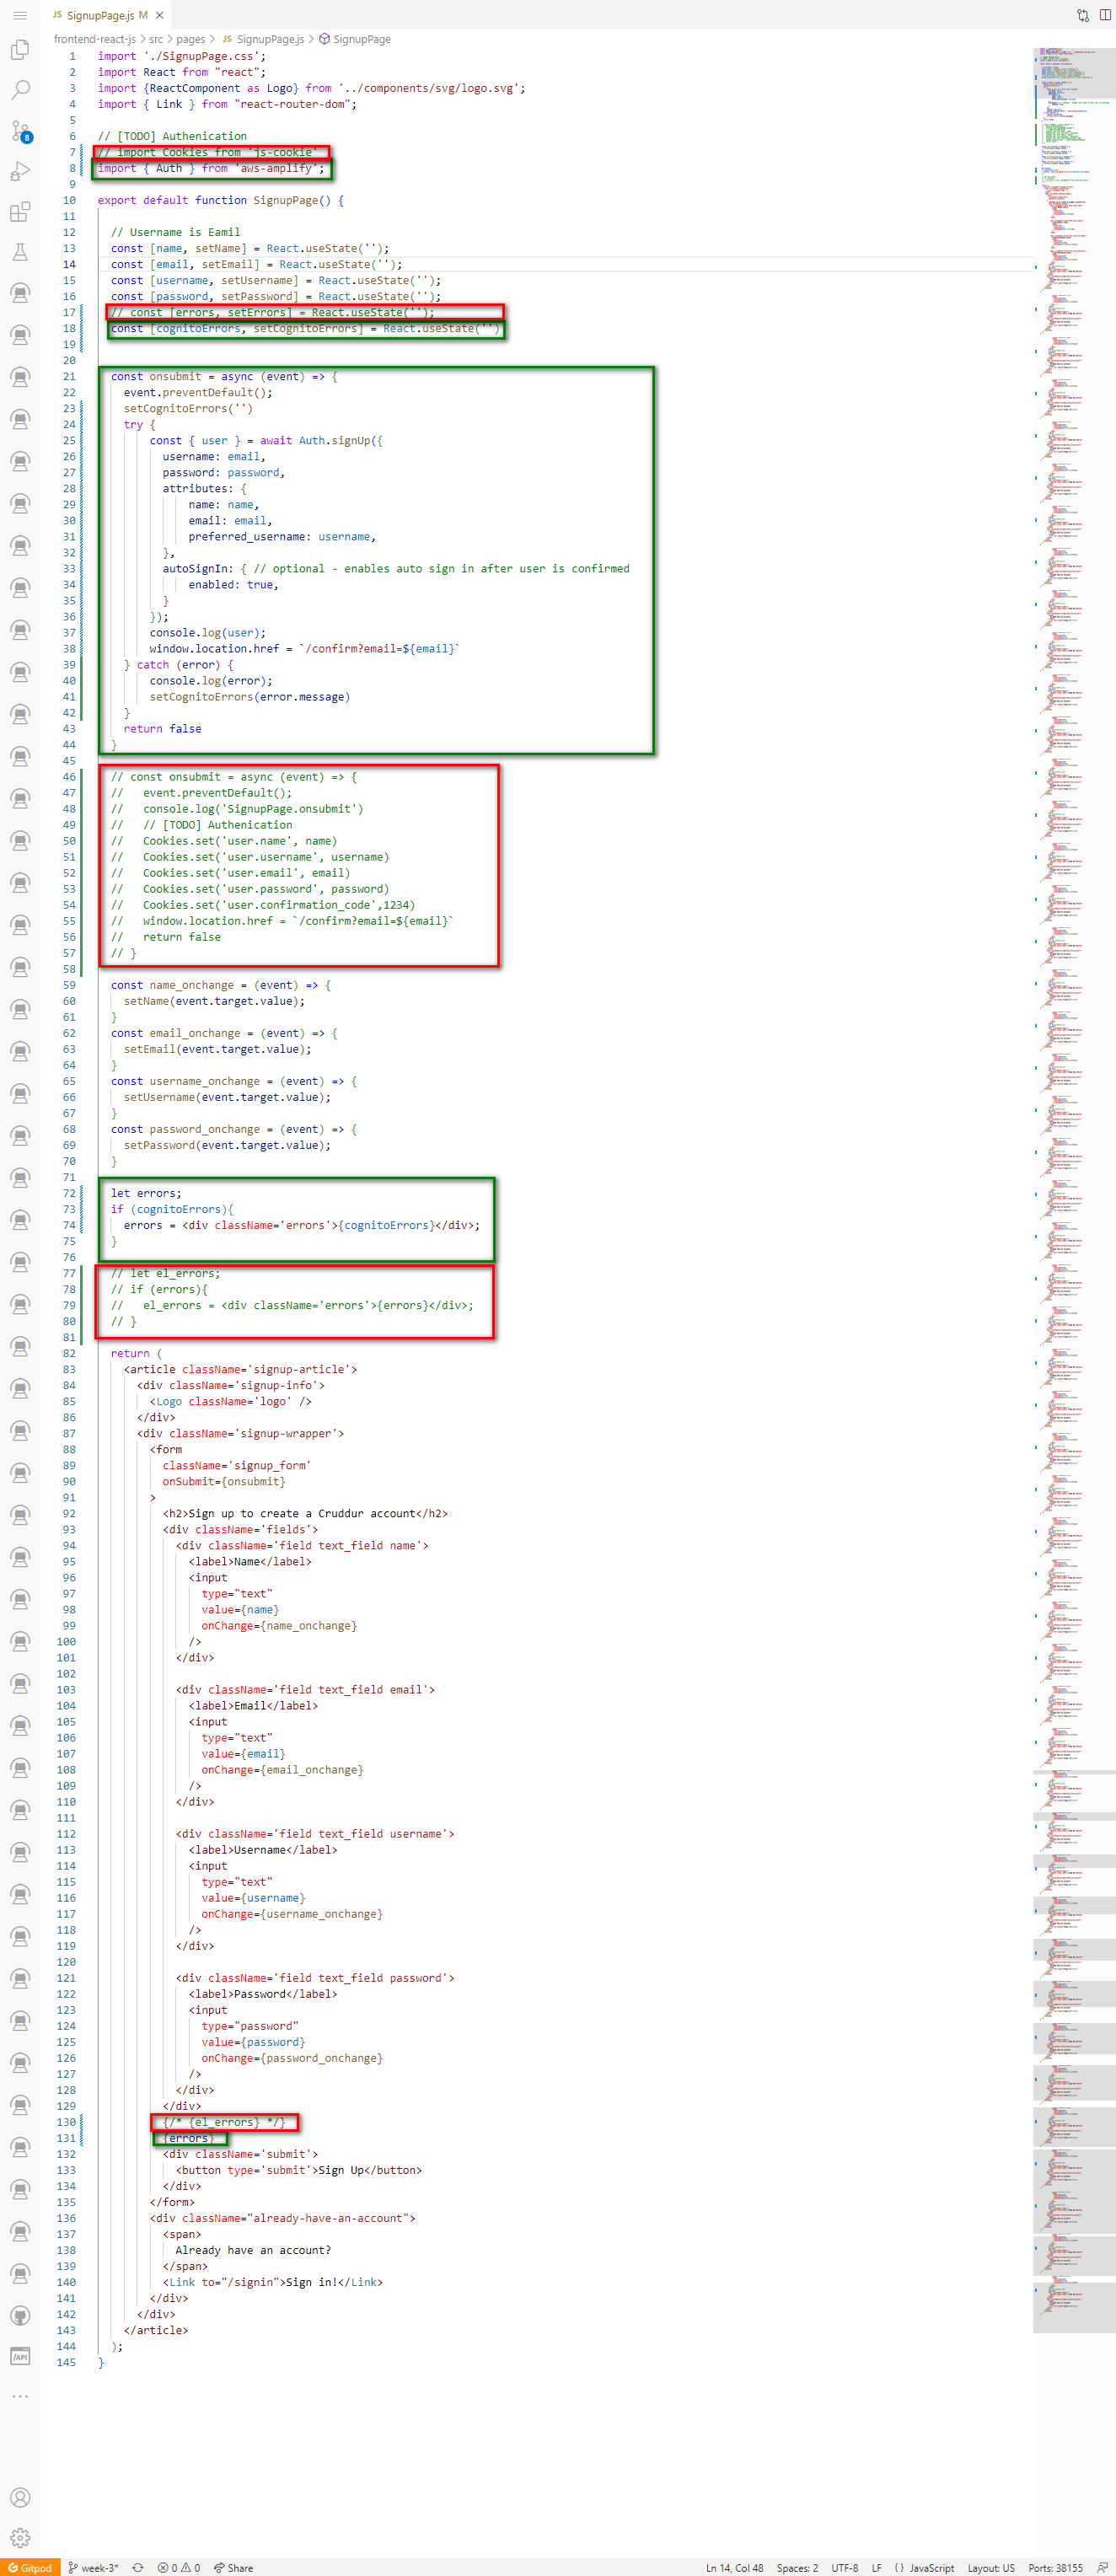 JS SignupPage.js M ×
frontend-react-js > src > pages > JS SignupPage.js > SignupPage
1 import './SignupPage.css';
2 import React from "react";
3 import {ReactComponent as Logo} from '../components/svg/logo.svg';
4 import { Link } from "react-router-dom";
5
6 // [TODO] Authenication
7 // import Cookies from 'js-cookie'
8 import { Auth } from 'aws-amplify';
9
10 export default function SignupPage() {
11
12 // Username is Eamil
13 const [name, setName] = React.useState('');
14 const [email, setEmail] = React.useState('');
15 const [username, setUsername] = React.useState('');
16 const [password, setPassword] = React.useState('');
17 // const [errors, setErrors] = React.useState('');
18 const [cognitoErrors, setCognitoErrors] = React.useState('')
19
20
21 const onsubmit = async (event) => {
22 event.preventDefault();
23 setCognitoErrors('')
24 try {
25 const { user } = await Auth.signUp({
26 username: email,
27 password: password,
28 attributes: {
29 name: name,
30 email: email,
31 preferred_username: username,
32 },
33 autoSignIn: { // optional - enables auto sign in after user is confirmed
34 enabled: true,
35 }
36 });
37 console.log(user);
38 window.location.href = `/confirm?email=${email}`
39 } catch (error) {
40 console.log(error);
41 setCognitoErrors(error.message)
42 }
43 return false
44 }
45
46 // const onsubmit = async (event) => {
47 // event.preventDefault();
48 // console.log('SignupPage.onsubmit')
49 // // [TODO] Authenication
50 // Cookies.set('user.name', name)
51 // Cookies.set('user.username', username)
52 // Cookies.set('user.email', email)
53 // Cookies.set('user.password', password)
54 // Cookies.set('user.confirmation_code',1234)
55 // window.location.href = `/confirm?email=${email}`
56 // return false
57 // }
58
59 const name_onchange = (event) => {
60 setName(event.target.value);
61 }
62 const email_onchange = (event) => {
63 setEmail(event.target.value);
64 }
65 const username_onchange = (event) => {
66 setUsername(event.target.value);
67 }
68 const password_onchange = (event) => {
69 setPassword(event.target.value);
70 }
71
72 let errors;
73 if (cognitoErrors){
74 errors = <div className='errors'>{cognitoErrors}</div>;
75 }
76
77 // let el_errors;
78 // if (errors){
79 // el_errors = <div className='errors'>{errors}</div>;
80 // }
81
82 return (
83 <article className='signup-article'>
84 <div className='signup-info'>
85 <Logo className='logo' />
86 </div>
87 <div className='signup-wrapper'>
88 <form
89 className='signup_form'
90 onSubmit={onsubmit}
91 >
92 <h2>Sign up to create a Cruddur account</h2>
93 <div className='fields'>
94 <div className='field text_field name'>
95 <label>Name</label>
96 <input
97 type="text"
98 value={name}
99 onChange={name_onchange}
100 />
101 </div>
102
103 <div className='field text_field email'>
104 <label>Email</label>
105 <input
106 type="text"
107 value={email}
108 onChange={email_onchange}
109 />
110 </div>
111
112 <div className='field text_field username'>
113 <label>Username</label>
114 <input
115 type="text"
116 value={username}
117 onChange={username_onchange}
118 />
119 </div>
120
121 <div className='field text_field password'>
122 <label>Password</label>
123 <input
124 type="password"
125 value={password}
126 onChange={password_onchange}
127 />
128 </div>
129 </div>
130 {/* {el_errors} */}
131 {errors}
132 <div className='submit'>
133 <button type='submit'>Sign Up</button>
134 </div>
135 </form>
136 <div className="already-have-an-account">
137 <span>
138 Already have an account?
139 </span>
140 <Link to="/signin">Sign in!</Link>
141 </div>
142 </div>
143 </article>
144 );
145 }
8
/API
Gitpod week-3* 0 0 Share Ln 14, Col 48 Spaces: 2 UTF-8 LF {} JavaScript Layout: US Ports: 38155